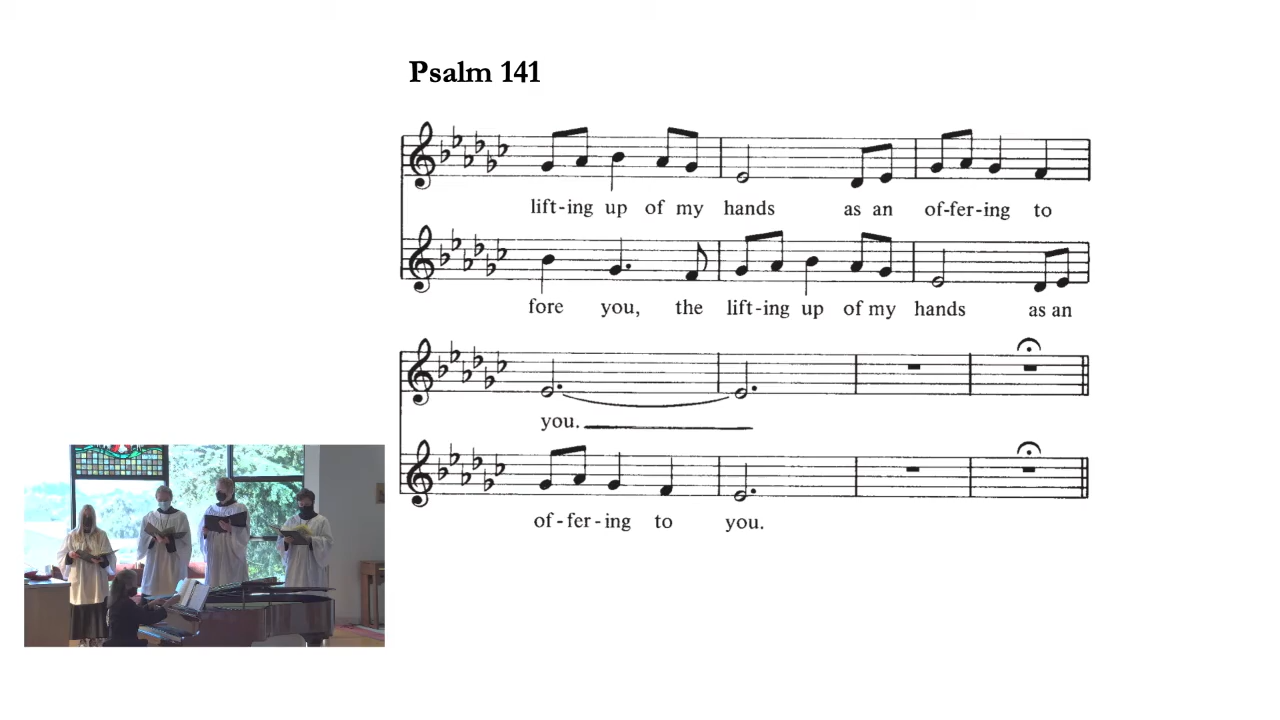 Psalm 141
lift-ing up of my hands as an of-fer-ing to
fore you, the lift-ing up of my hands as an
you.
of-fer-ing to you.